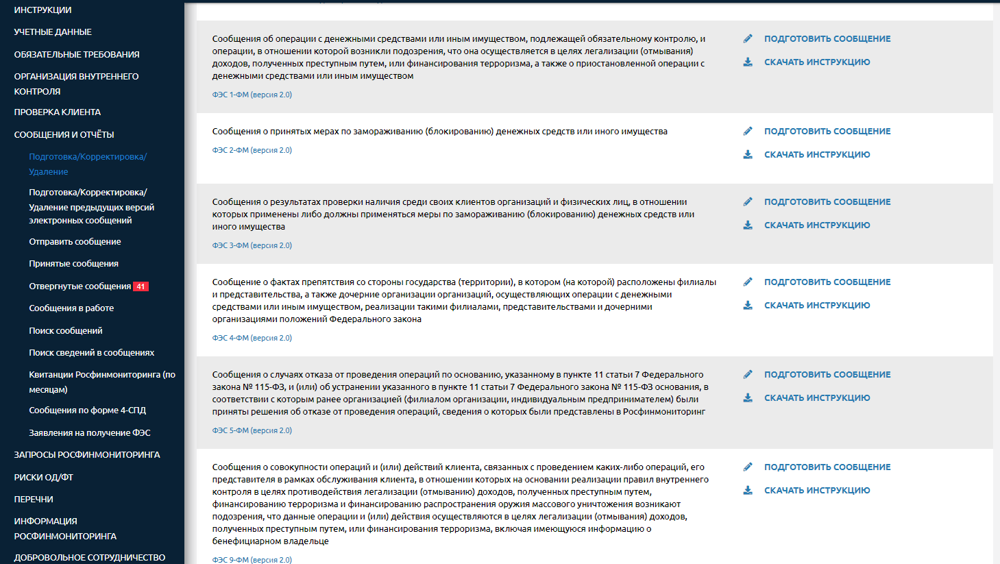 ИНСТРУКЦИИ
УЧЕТНЫЕ ДАННЫЕ
ОБЯЗАТЕЛЬНЫЕ ТРЕБОВАНИЯ
ОРГАНИЗАЦИЯ ВНУТРЕННЕГО
КОНТРОЛЯ
ПРОВЕРКА КЛИЕНТА
СООБЩЕНИЯ И ОТЧЁТЫ
Подготовка/Корректировка/
Удаление
Подготовка/Корректировка/
Удаление предыдущих версий
электронных сообщений
Отправить сообщение
Принятые сообщения
Отвергнутые сообщения 41
Сообщения в работе
Поиск сообщений
Поиск сведений в сообщениях
Квитанции Росфинмониторинга (по
месяцам)
Сообщения по форме 4-СПД
Заявления на получение ФЭС
ЗАПРОСЫ РОСФИНМОНИТОРИНГА
РИСКИ ОД/ФТ
ПЕРЕЧНИ
ИНФОРМАЦИЯ
РОСФИНМОНИТОРИНГА
ДОБРОВОЛЬНОЕ СОТРУДНИЧЕСТВО
Сообщения об операции с денежными средствами или иным имуществом, подлежащей обязательному контролю, и
операции, в отношении которой возникли подозрения, что она осуществляется в целях легализации (отмывания)
доходов, полученных преступным путем, или финансирования терроризма, а также о приостановленной операции с
денежными средствами или иным имуществом
ФЭС 1-ФМ (версия 2.0)
ПОДГОТОВИТЬ СООБЩЕНИЕ
СКАЧАТЬ ИНСТРУКЦИЮ
Сообщения о принятых мерах по замораживанию (блокированию) денежных средств или иного имущества
ФЭС 2-ФМ (версия 2.0)
ПОДГОТОВИТЬ СООБЩЕНИЕ
СКАЧАТЬ ИНСТРУКЦИЮ
Сообщения о результатах проверки наличия среди своих клиентов организаций и физических лиц, в отношении
которых применены либо должны применяться меры по замораживанию (блокированию) денежных средств или
иного имущества
ФЭС 3-ФМ (версия 2.0)
ПОДГОТОВИТЬ СООБЩЕНИЕ
СКАЧАТЬ ИНСТРУКЦИЮ
Сообщение о фактах препятствия со стороны государства (территории), в котором (на которой) расположены филиалы
и представительства, а также дочерние организации организаций, осуществляющих операции с денежными
средствами или иным имуществом, реализации такими филиалами, представительствами и дочерними
организациями положений Федерального закона
ФЭС 4-ФМ (версия 2.0)
ПОДГОТОВИТЬ СООБЩЕНИЕ
СКАЧАТЬ ИНСТРУКЦИЮ
Сообщения о случаях отказа от проведения операций по основанию, указанному в пункте 11 статьи 7 Федерального
закона № 115-ФЗ, и (или) об устранении указанного в пункте 11 статьи 7 Федерального закона № 115-ФЗ основания, в
соответствии с которым ранее организацией (филиалом организации, индивидуальным предпринимателем) были
приняты решения об отказе от проведения операций, сведения о которых были представлены в Росфинмониторинг
ФЭС 5-ФМ (версия 2.0)
ПОДГОТОВИТЬ СООБЩЕНИЕ
СКАЧАТЬ ИНСТРУКЦИЮ
Сообщения о совокупности операций и (или) действий клиента, связанных с проведением каких-либо операций, его
представителя в рамках обслуживания клиента, в отношении которых на основании реализации правил внутреннего
контроля в целях противодействия легализации (отмыванию) доходов, полученных преступным путем,
финансированию терроризма и финансированию распространения оружия массового уничтожения возникают
подозрения, что данные операции и (или) действия осуществляются в целях легализации (отмывания) доходов,
полученных преступным путем, или финансирования терроризма, включая имеющуюся информацию о
бенефициарном владельце
ФЭС 9-ФМ (версия 2.0)
ПОДГОТОВИТЬ СООБЩЕНИЕ
СКАЧАТЬ ИНСТРУКЦИЮ